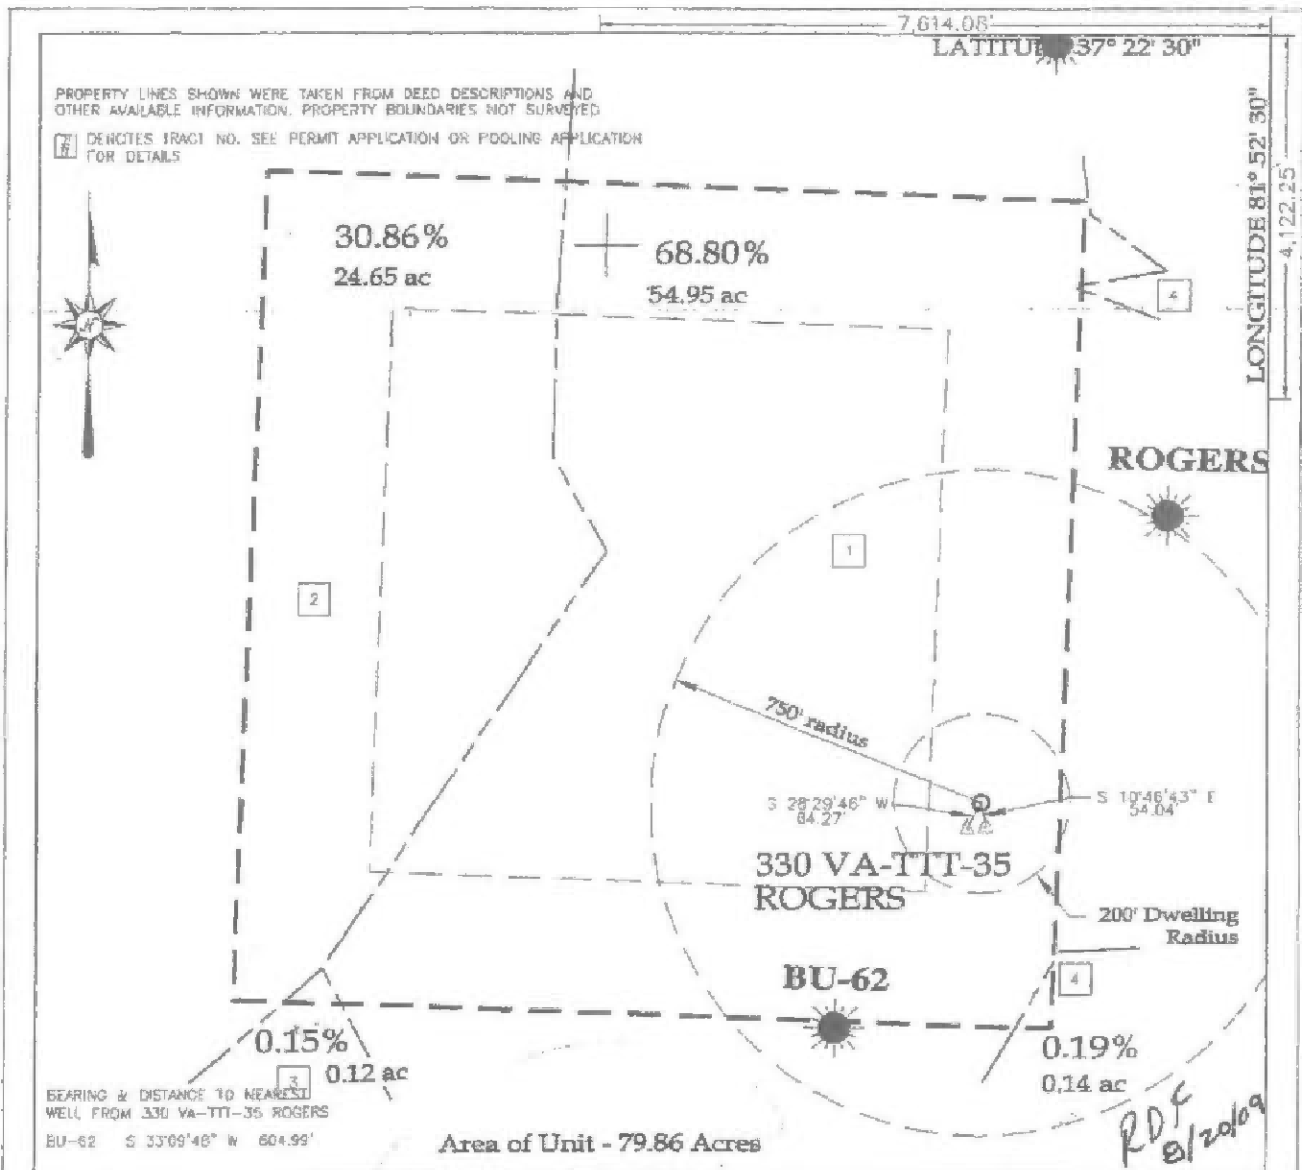 7,614.08'
LATITUDE 37° 22' 30"
PROPERTY LINES SHOWN WERE TAKEN FROM DEED DESCRIPTIONS AND
OTHER AVAILABLE INFORMATION. PROPERTY BOUNDARIES NOT SURVEYED
DENOTES TRACT NO. SEE PERMIT APPLICATION OR POOLING APPLICATION
FOR DETAILS
LONGITUDE 81° 52' 30"
4,122.25'
30.86%
24.65 ac
68.80%
54.95 ac
4
N
ROGERS
1
2
750' radius
S 28°29'46" W
64.27'
S 10°46'43" E
54.04'
330 VA-TTT-35
ROGERS
200' Dwelling
Radius
BU-62
4
0.15%
0.12 ac
3
0.19%
0.14 ac
BEARING & DISTANCE TO NEAREST
WELL FROM 330 VA-TTT-35 ROGERS
BU-62 S 33°09'48" W 604.99'
Area of Unit - 79.86 Acres
RDF
8/20/09